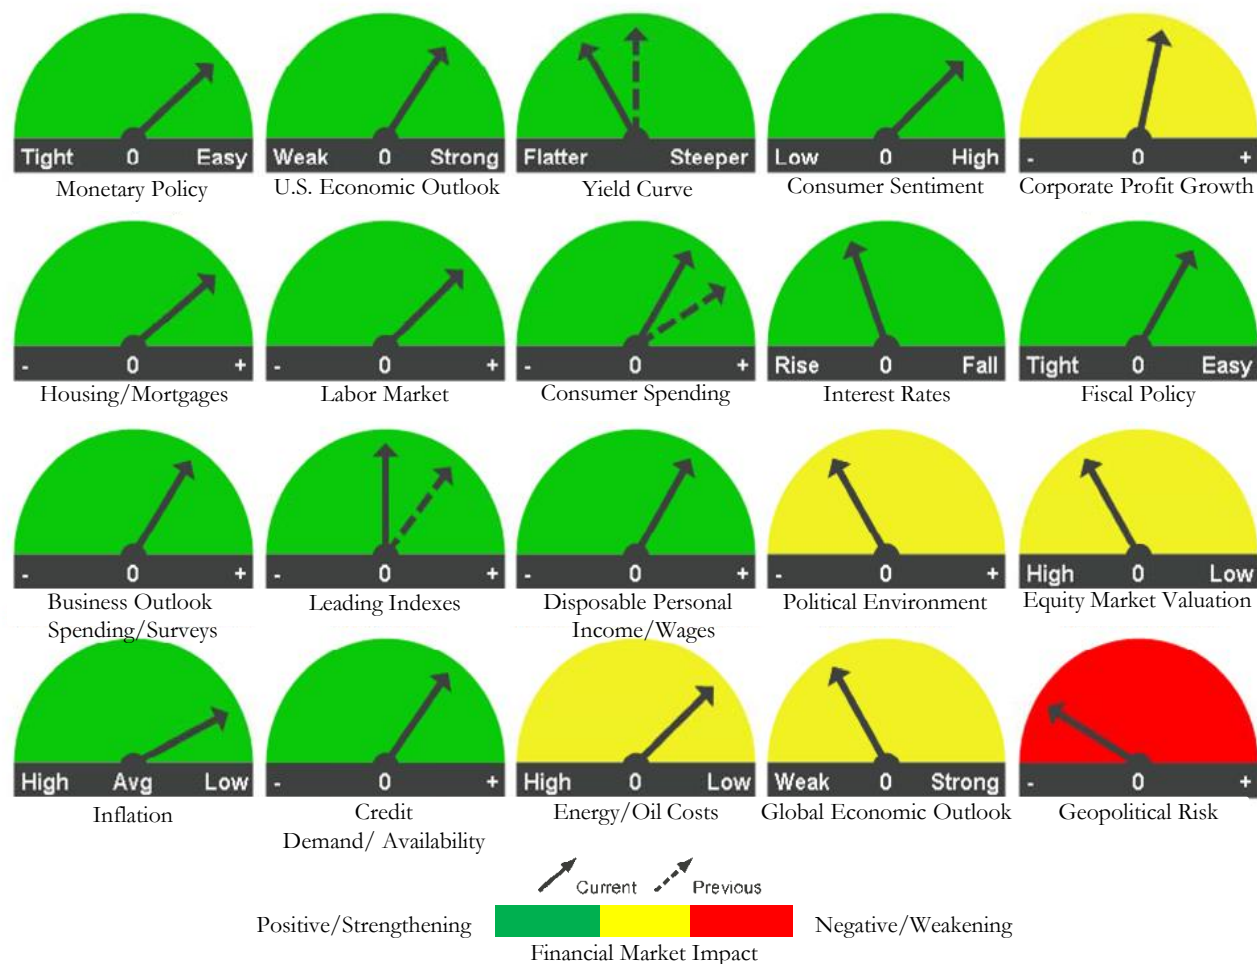 Tight 0 Easy
Weak 0 Strong
Flatter Steeper
Low 0 High
- 0 +
Monetary Policy
U.S. Economic Outlook
Yield Curve
Consumer Sentiment
Corporate Profit Growth
- 0 +
- 0 +
- 0 +
Rise 0 Fall
Tight 0 Easy
Housing/Mortgages
Labor Market
Consumer Spending
Interest Rates
Fiscal Policy
- 0 +
- 0 +
- 0 +
- 0 +
High 0 Low
Business Outlook
Spending/Surveys
Leading Indexes
Disposable Personal
Income/Wages
Political Environment
Equity Market Valuation
High Avg Low
- 0 +
High 0 Low
Weak 0 Strong
- 0 +
Inflation
Credit
Demand/ Availability
Energy/Oil Costs
Global Economic Outlook
Geopolitical Risk
Current Previous
Positive/Strengthening Negative/Weakening
Financial Market Impact